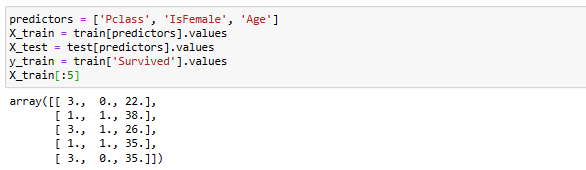 predictors = ['Pclass', 'IsFemale', 'Age']
X_train = train[predictors].values
X_test = test[predictors].values
y_train = train['Survived'].values
X_train[:5]
array([[ 3.,  0., 22.],
       [ 1.,  1., 38.],
       [ 3.,  1., 26.],
       [ 1.,  1., 35.],
       [ 3.,  0., 35.]])